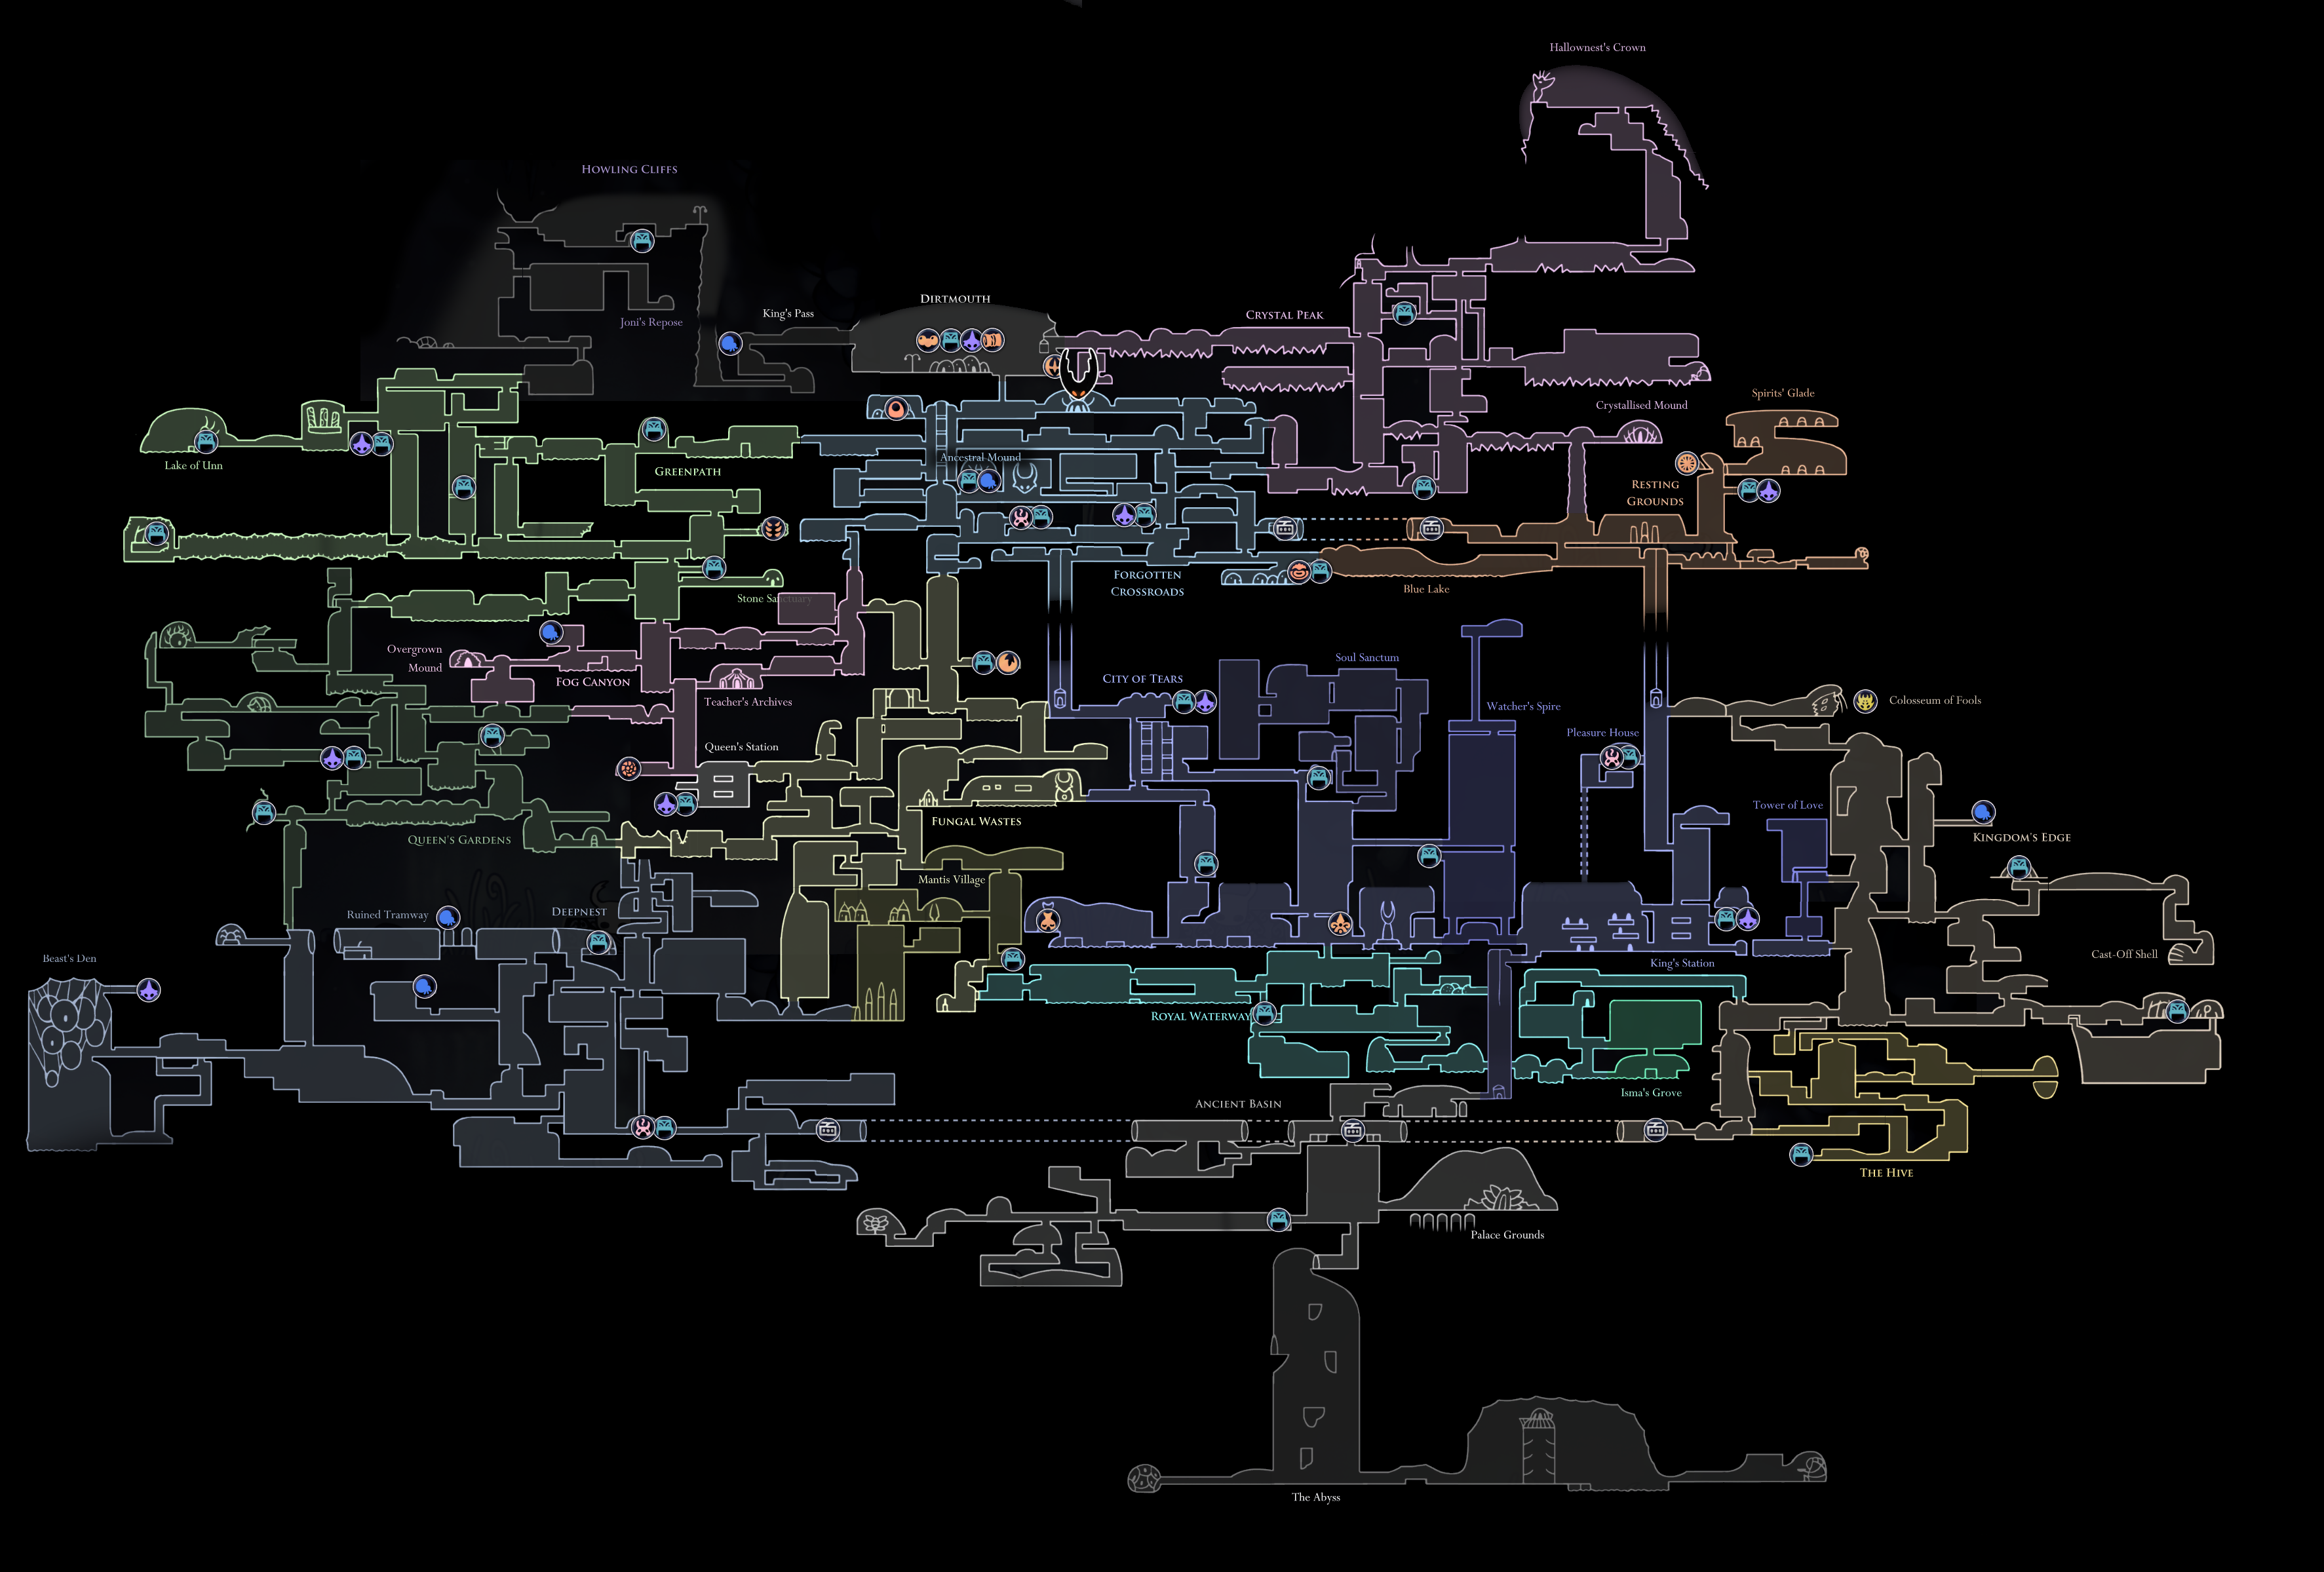 Hallownest's Crown
HOWLING CLIFFS
DIRTMOUTH
King's Pass
CRYSTAL PEAK
Joni's Repose
Spirits' Glade
Crystallised Mound
Ancestral Mound
Lake of Unn
GREENPATH
RESTING
GROUNDS
FORGOTTEN
CROSSROADS
Blue Lake
Stone Sanctuary
Overgrown
Mound
Soul Sanctum
FOG CANYON
CITY OF TEARS
Teacher's Archives
Colosseum of Fools
Watcher's Spire
Pleasure House
Queen's Station
Tower of Love
FUNGAL WASTES
KINGDOM'S EDGE
QUEEN'S GARDENS
Mantis Village
Ruined Tramway
DEEPNEST
Cast-Off Shell
Beast's Den
King's Station
ROYAL WATERWAY
Isma's Grove
ANCIENT BASIN
THE HIVE
Palace Grounds
The Abyss